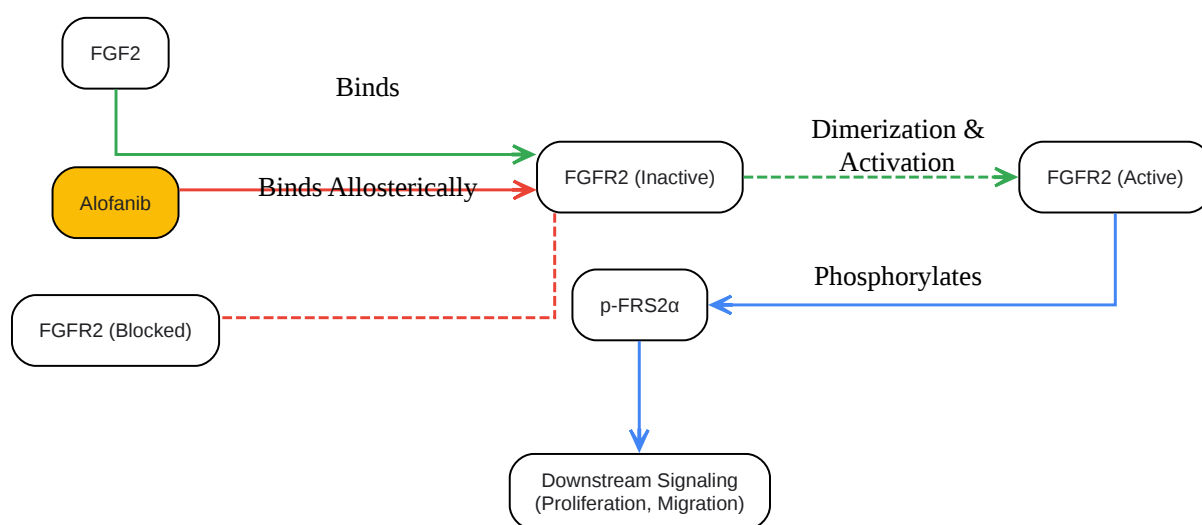 FGF2
Binds
Dimerization &
Activation
FGFR2 (Inactive)
FGFR2 (Active)
Binds Allosterically
Alofanib
Phosphorylates
p-FRS2α
FGFR2 (Blocked)
Downstream Signaling
(Proliferation, Migration)